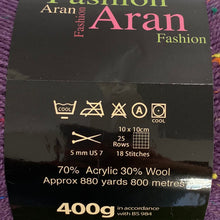 Fashion
Aran Aran
Fashion
Fashion
COOL A COOL
10 x 10cm
25
Rows
5 mm US 7 18 Stitches
70% Acrylic 30% Wool
Approx 880 yards 800 metres
400g in accordance
with BS 984